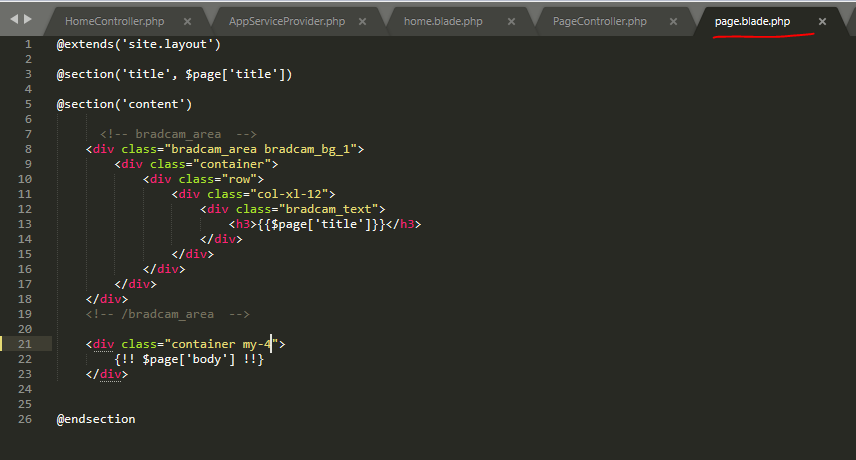 HomeController.php × AppServiceProvider.php × home.blade.php × PageController.php × page.blade.php ×
1 @extends('site.layout')
2
3 @section('title', $page['title'])
4
5 @section('content')
6
7 <!-- bradcam_area  -->
8 <div class="bradcam_area bradcam_bg_1">
9 <div class="container">
10 <div class="row">
11 <div class="col-xl-12">
12 <div class="bradcam_text">
13 <h3>{{$page['title']}}</h3>
14 </div>
15 </div>
16 </div>
17 </div>
18 </div>
19 <!-- /bradcam_area  -->
20
21 <div class="container my-4">
22 {!! $page['body'] !!}
23 </div>
24
25
26 @endsection